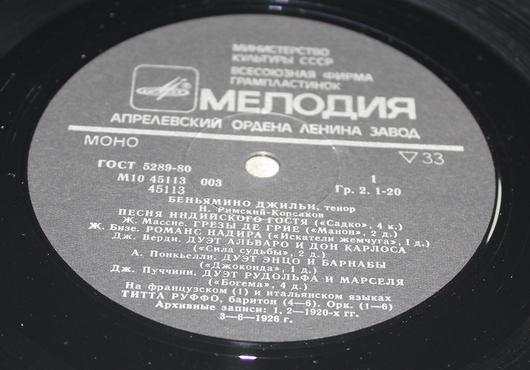 МИНИСТЕРСТВО
КУЛЬТУРЫ СССР
ВСЕСОЮЗНАЯ ФИРМА
ГРАМПЛАСТИНОК
МЕЛОДИЯ
АПРЕЛЕВСКИЙ ОРДЕНА ЛЕНИНА ЗАВОД
МОНО
▽33
ГОСТ 5289-80
М10 45113 003
45113
1
Гр. 2. 1-20
БЕНЬЯМИНО ДЖИЛЬИ, тенор
Н. Римский-Корсаков
ПЕСНЯ ИНДИЙСКОГО ГОСТЯ («Садко», 4 к.)
Ж. Массне. ГРЕЗЫ ДЕ ГРИЕ («Манон», 2 д.)
Ж. Бизе. РОМАНС НАДИРА («Искатели жемчуга», 1 д.)
Дж. Верди. ДУЭТ АЛЬВАРО И ДОН КАРЛОСА
(«Сила судьбы», 2 д.)
А. Понкьелли. ДУЭТ ЭНЦО И БАРНАБЫ
(«Джоконда», 1 д.)
Дж. Пуччини. ДУЭТ РУДОЛЬФА И МАРСЕЛЯ
(«Богема», 4 д.)
На французском (1) и итальянском языках
ТИТТА РУФФО, баритон (4—6). Орк. (1—6)
Архивные записи: 1, 2—1920-х гг.
3—6—1926 г.